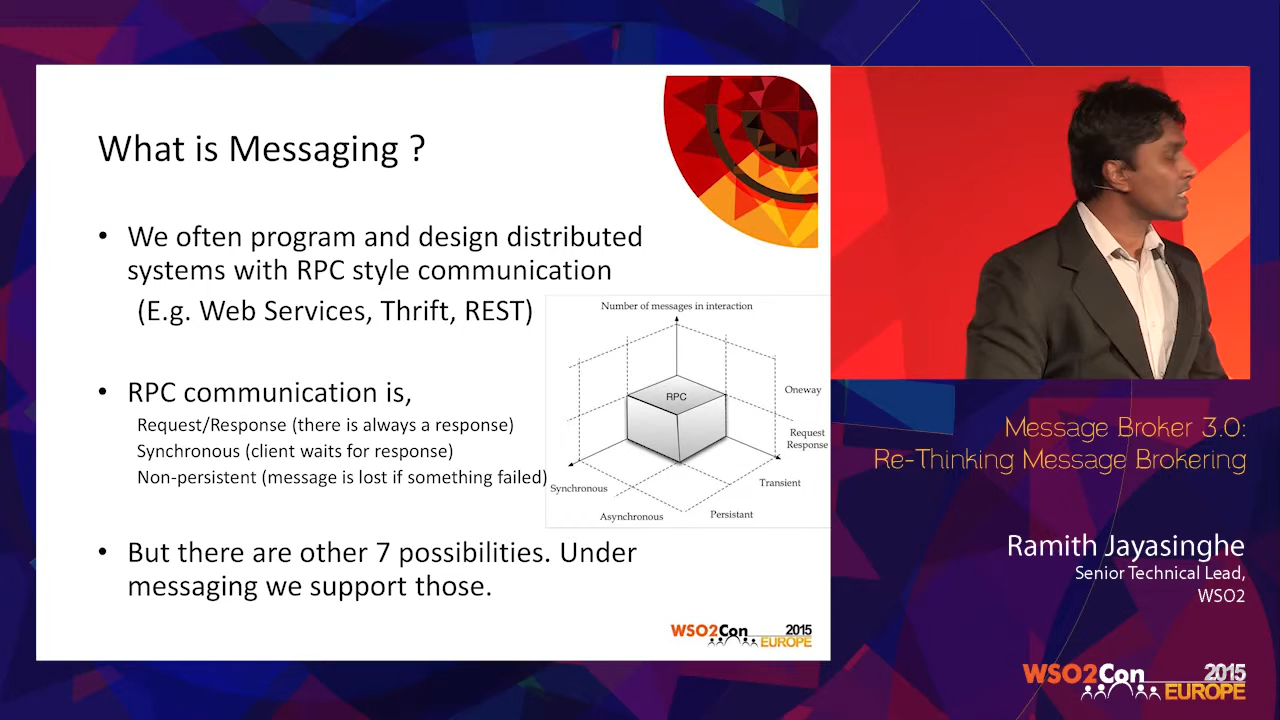 What is Messaging ?
• We often program and design distributed
systems with RPC style communication
(E.g. Web Services, Thrift, REST)
• RPC communication is,
Request/Response (there is always a response)
Synchronous (client waits for response)
Non-persistent (message is lost if something failed)
• But there are other 7 possibilities. Under
messaging we support those.
Number of messages in interaction
RPC
Oneway
Request
Response
Transient
Synchronous
Asynchronous
Persistant
WSO2Con 2015
EUROPE
Message Broker 3.0:
Re-Thinking Message Brokering
Ramith Jayasinghe
Senior Technical Lead,
WSO2
WSO2Con 2015
EUROPE